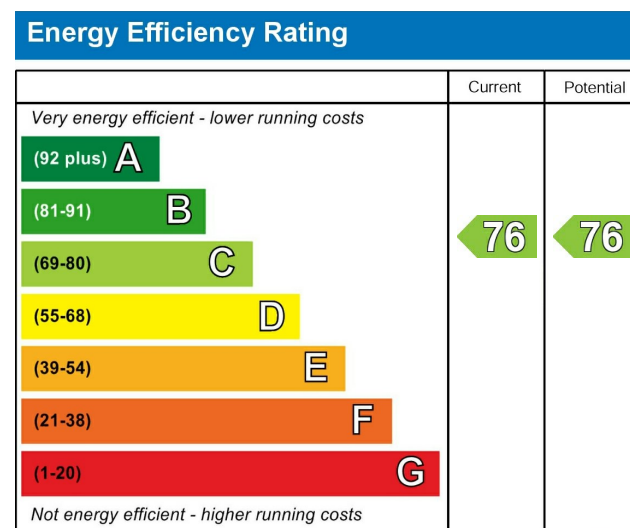 Energy Efficiency Rating
Current Potential
Very energy efficient - lower running costs
(92 plus) A
(81-91) B
(69-80) C
76 76
(55-68) D
(39-54) E
(21-38) F
(1-20) G
Not energy efficient - higher running costs